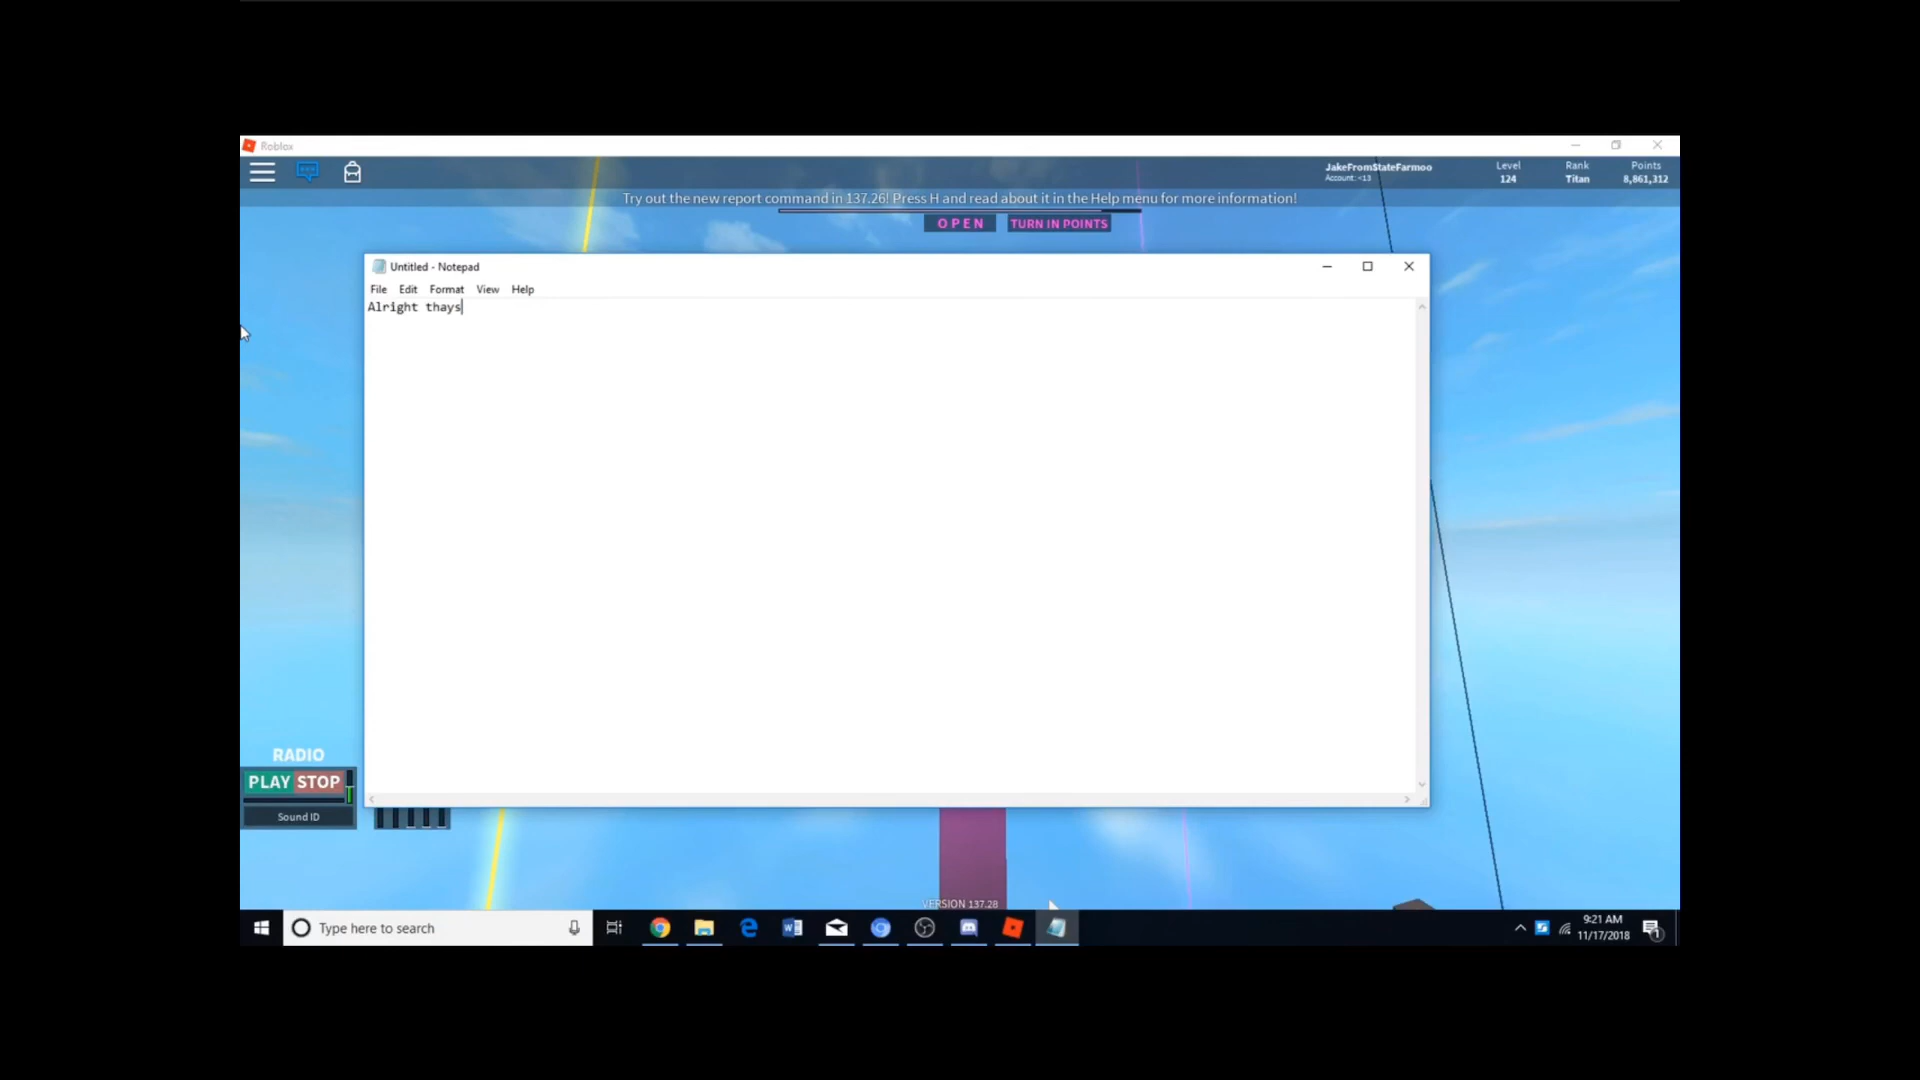 Roblox
JakeFromStateFarmoo
Account: <13
Level
124
Rank
Titan
Points
8,861,312
Try out the new report command in 137.26! Press H and read about it in the Help menu for more information!
OPEN
TURN IN POINTS
Untitled - Notepad
File Edit Format View Help
Alright thays
RADIO
PLAY STOP
Sound ID
VERSION 137.28
Type here to search
9:21 AM
11/17/2018
1